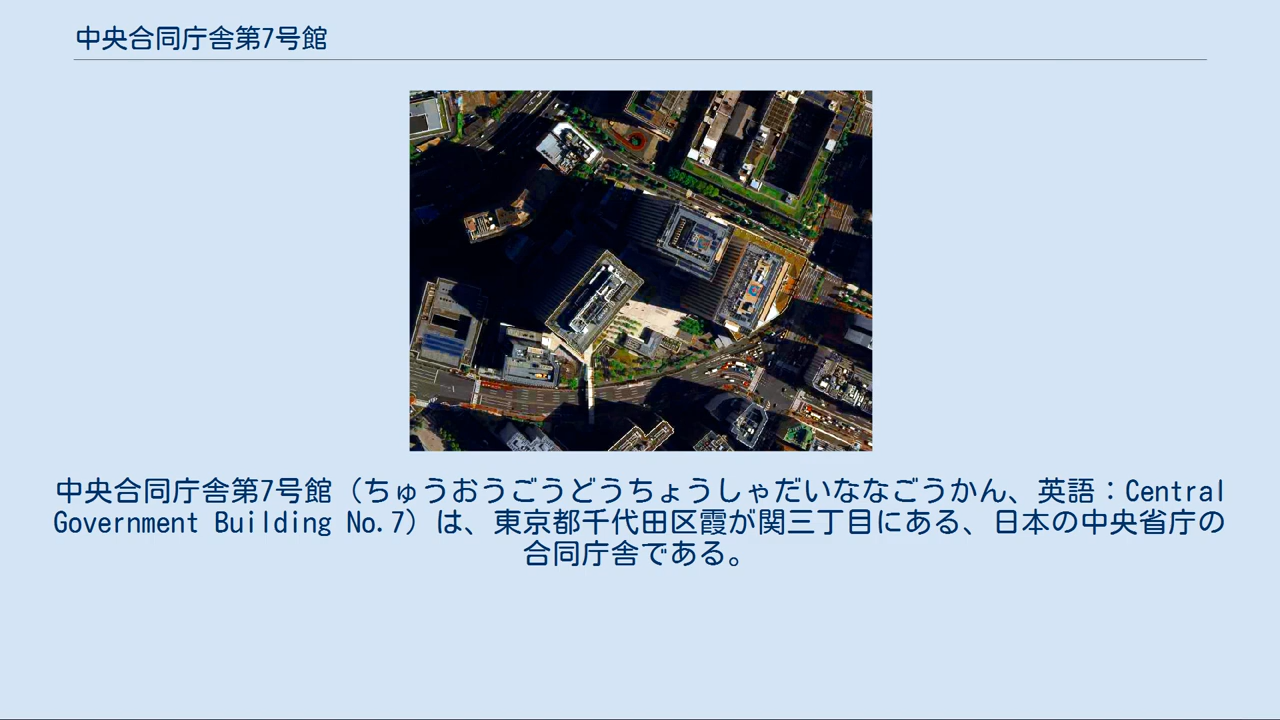 中央合同庁舎第7号館
中央合同庁舎第7号館（ちゅうおうごうどうちょうしゃだいななごうかん、英語：Central
Government Building No.7）は、東京都千代田区霞が関三丁目にある、日本の中央省庁の
合同庁舎である。